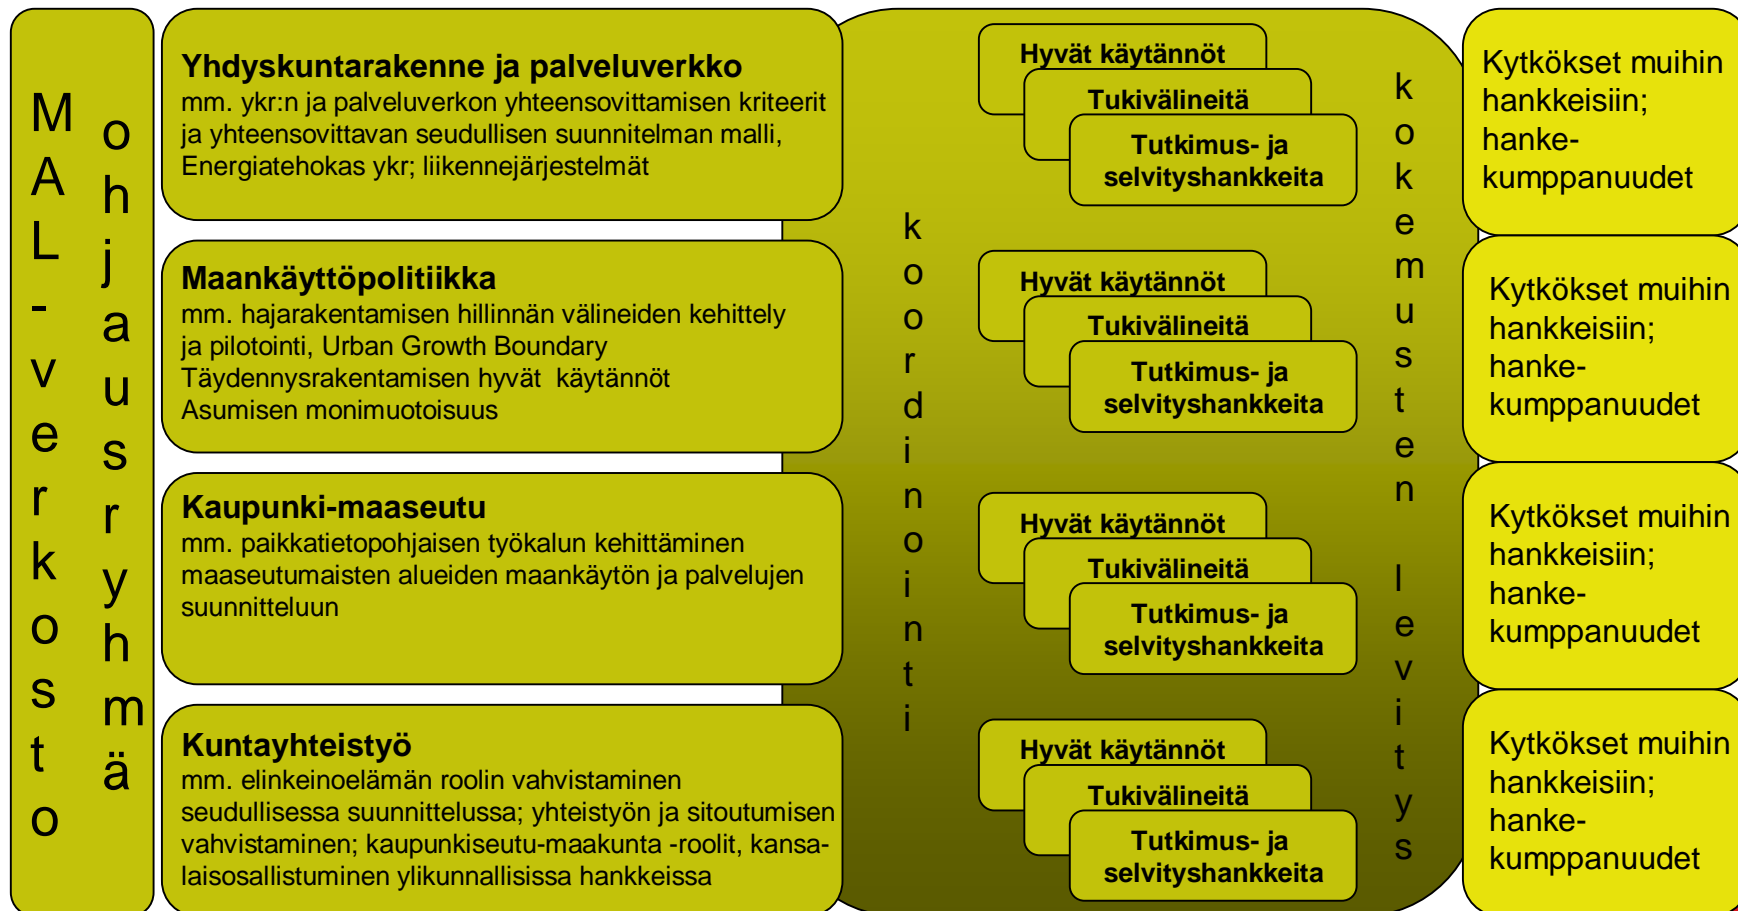 MAL-verkosto
ohjausryhmä
Yhdyskuntarakenne ja palveluverkko
mm. ykr:n ja palveluverkon yhteensovittamisen kriteerit
ja yhteensovittavan seudullisen suunnitelman malli,
Energiatehokas ykr; liikennejärjestelmät
Maankäyttöpolitiikka
mm. hajarakentamisen hillinnän välineiden kehittely
ja pilotointi, Urban Growth Boundary
Täydennysrakentamisen hyvät käytännöt
Asumisen monimuotoisuus
Kaupunki-maaseutu
mm. paikkatietopohjaisen työkalun kehittäminen
maaseutumaisten alueiden maankäytön ja palvelujen
suunnitteluun
Kuntayhteistyö
mm. elinkeinoelämän roolin vahvistaminen
seudullisessa suunnittelussa; yhteistyön ja sitoutumisen
vahvistaminen; kaupunkiseutu-maakunta -roolit, kansa-
laisosallistuminen ylikunnallisissa hankkeissa
koordinointi
Hyvät käytännöt
Tukivälineitä
Tutkimus- ja
selvityshankkeita
Hyvät käytännöt
Tukivälineitä
Tutkimus- ja
selvityshankkeita
Hyvät käytännöt
Tukivälineitä
Tutkimus- ja
selvityshankkeita
Hyvät käytännöt
Tukivälineitä
Tutkimus- ja
selvityshankkeita
kokemusten levitys
Kytkökset muihin
hankkeisiin;
hanke-
kumppanuudet
Kytkökset muihin
hankkeisiin;
hanke-
kumppanuudet
Kytkökset muihin
hankkeisiin;
hanke-
kumppanuudet
Kytkökset muihin
hankkeisiin;
hanke-
kumppanuudet